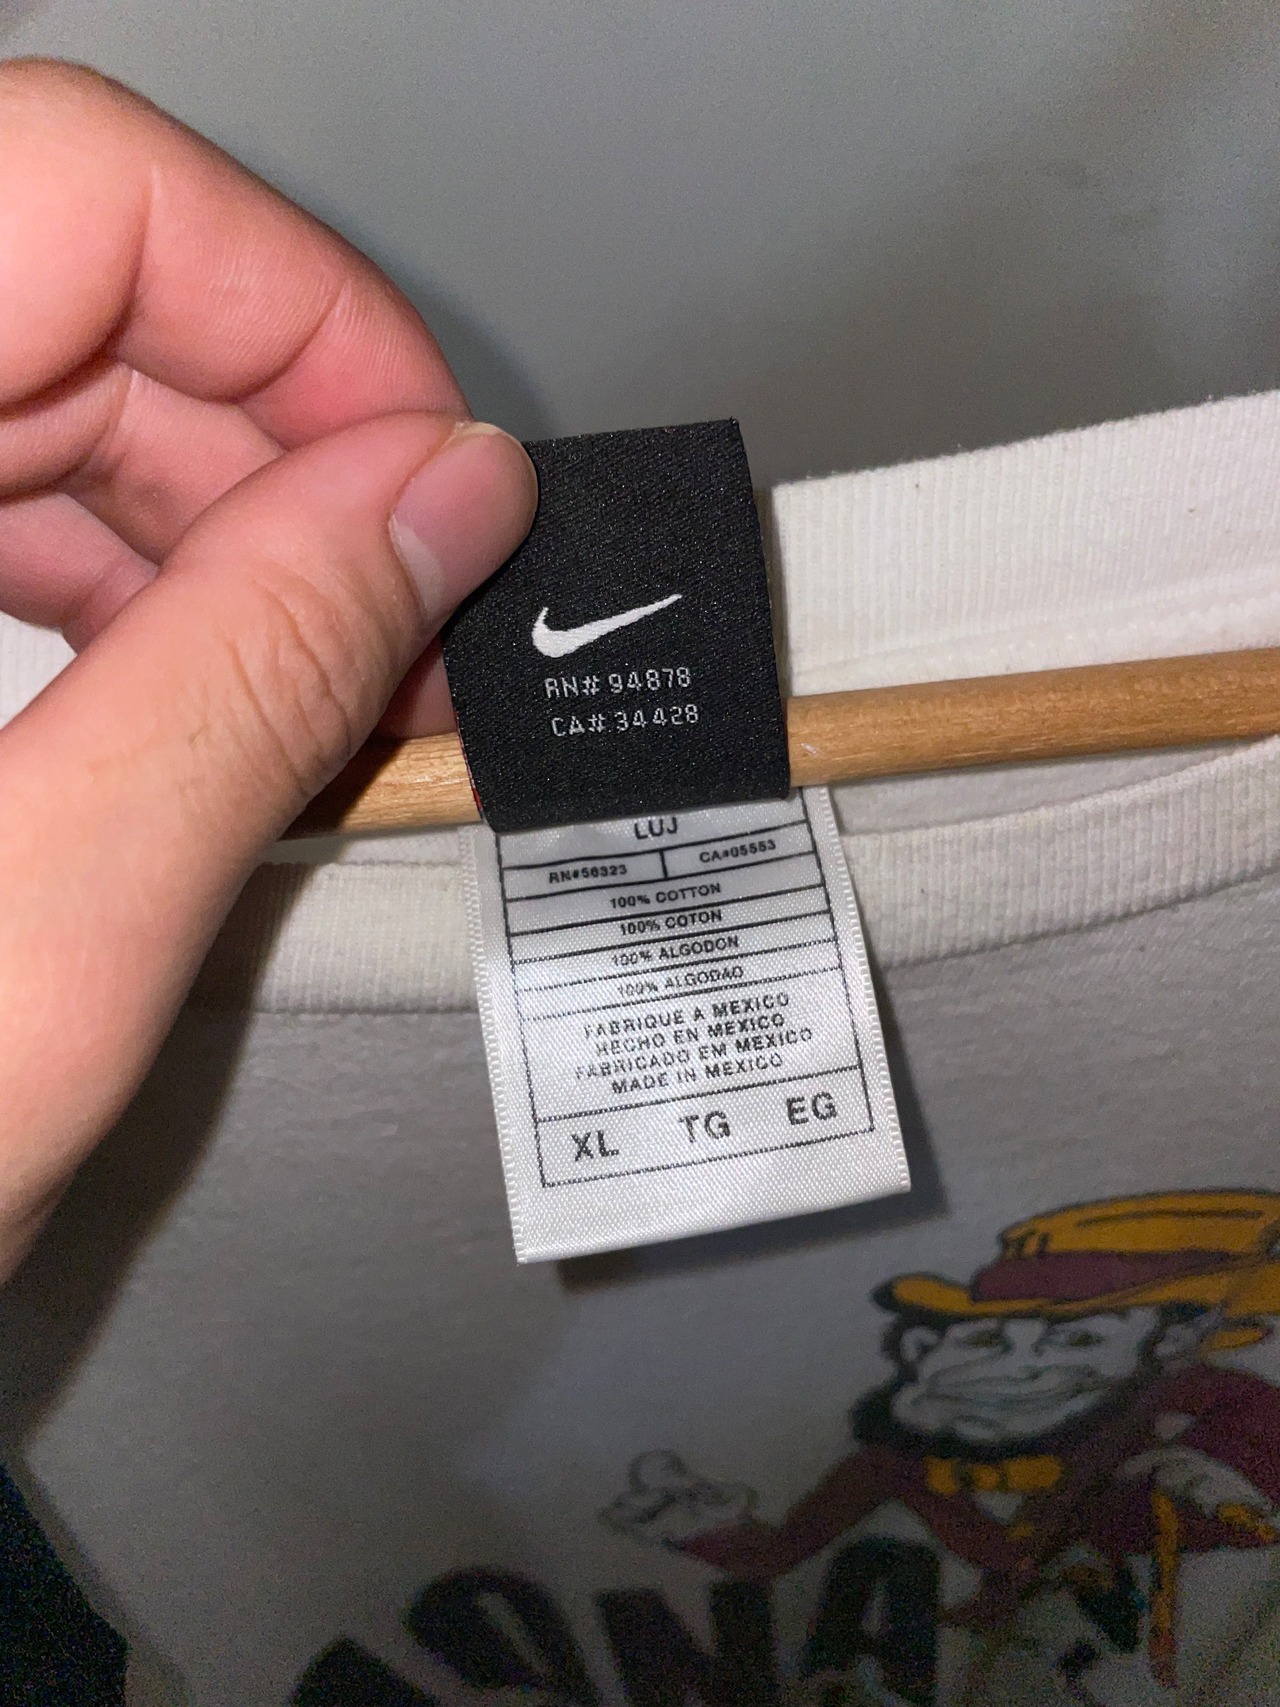 RN# 94878
CA# 34428
LUJ
RN#56323 CA#05553
100% COTTON
100% COTON
100% ALGODON
100% ALGODAO
FABRIQUE A MEXICO
HECHO EN MEXICO
FABRICADO EM MEXICO
MADE IN MEXICO
XL TG EG